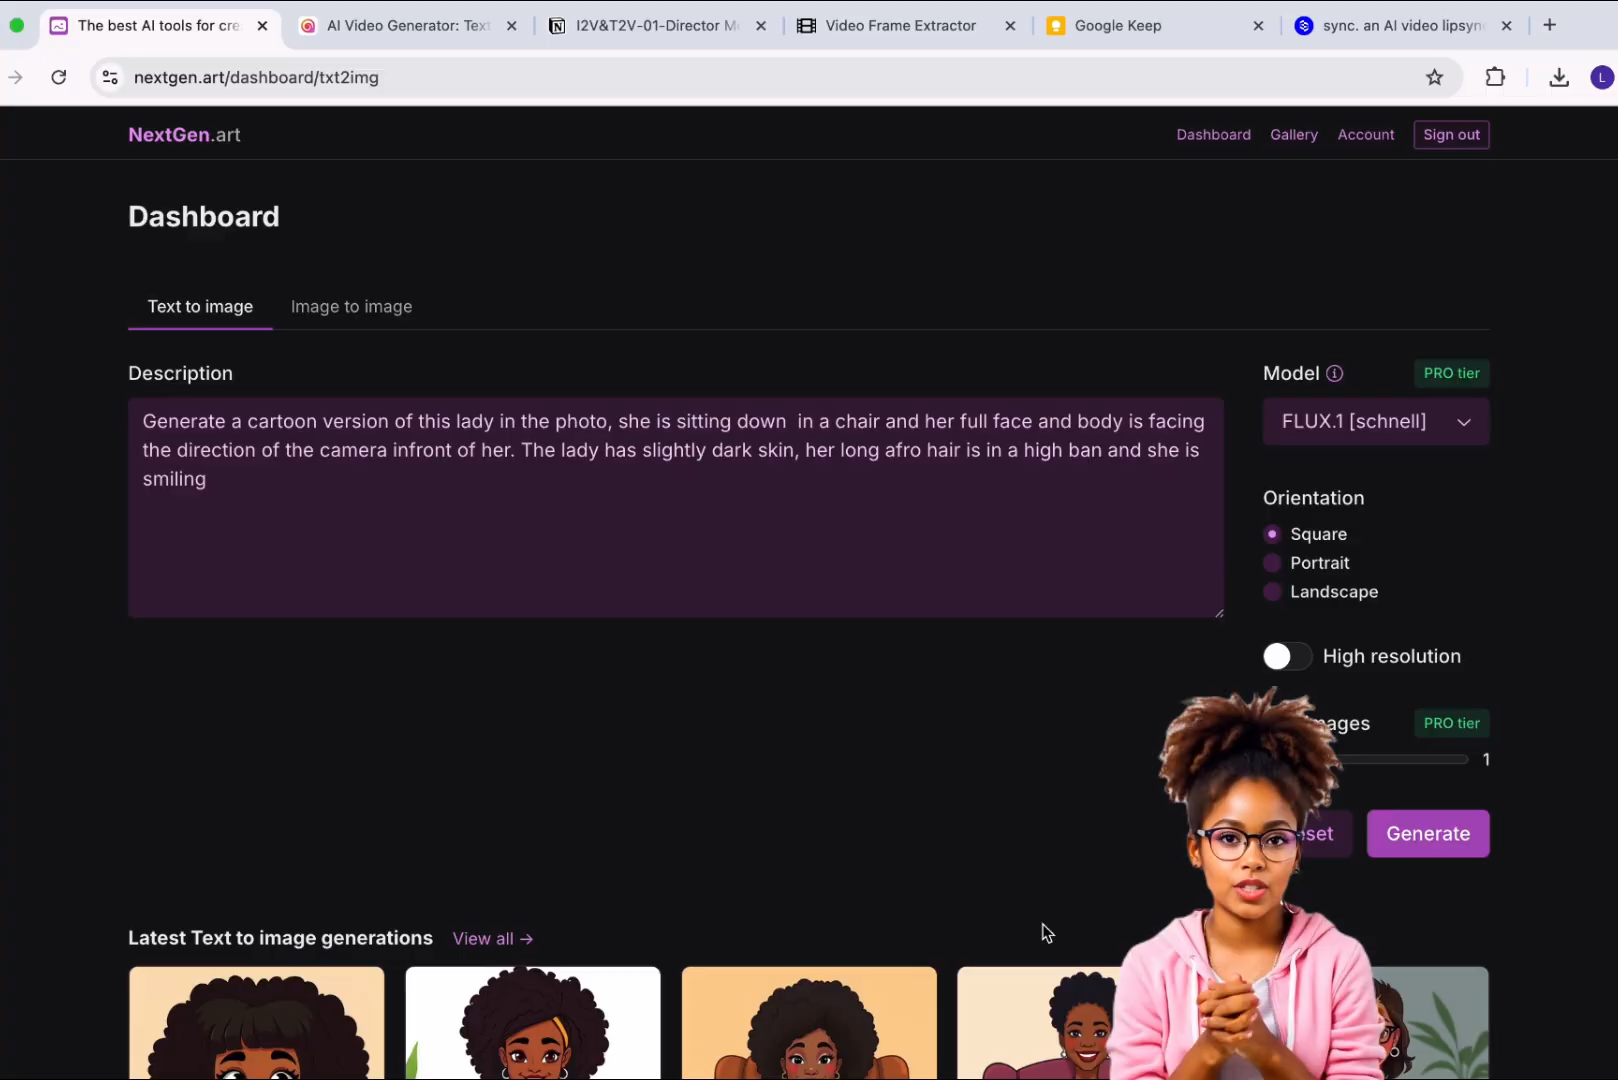 The best AI tools for cre
AI Video Generator: Text
I2V&T2V-01-Director M
Video Frame Extractor
Google Keep
sync. an AI video lipsyn
nextgen.art/dashboard/txt2img
L
NextGen.art
Dashboard
Gallery
Account
Sign out
Dashboard
Text to image
Image to image
Description
Generate a cartoon version of this lady in the photo, she is sitting down  in a chair and her full face and body is facing
the direction of the camera infront of her. The lady has slightly dark skin, her long afro hair is in a high ban and she is
smiling
Model
PRO tier
FLUX.1 [schnell]
Orientation
Square
Portrait
Landscape
High resolution
mages
PRO tier
1
set
Generate
Latest Text to image generations
View all →